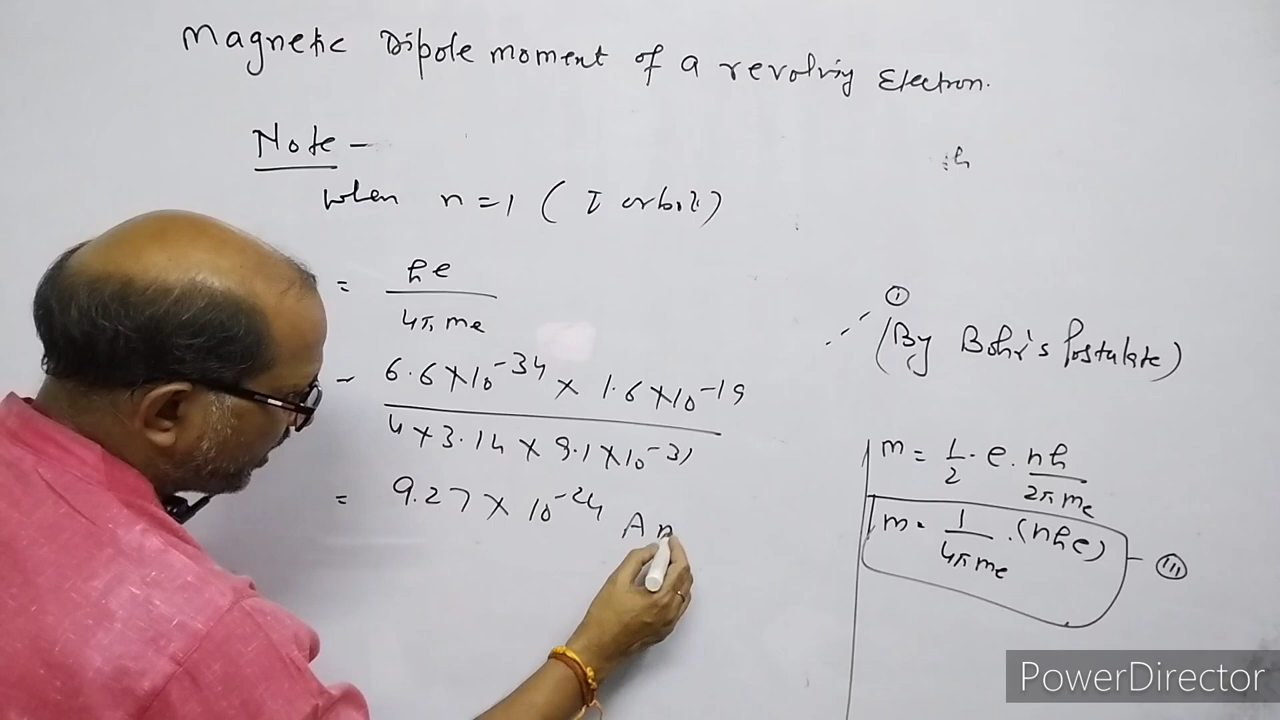 Magnetic Dipole moment of a revolving Electron.
Note -
when n = 1 ( I orbit )
= he / 4π me
= 6.6 × 10⁻³⁴ × 1.6 × 10⁻¹⁹ / 4 × 3.14 × 9.1 × 10⁻³¹
= 9.27 × 10⁻²⁴ A m
(i)
(By Bohr's Postulate)
m = 1/2 . e . nh / 2π me
m = 1 / 4π me . (nhe) - (iii)
PowerDirector